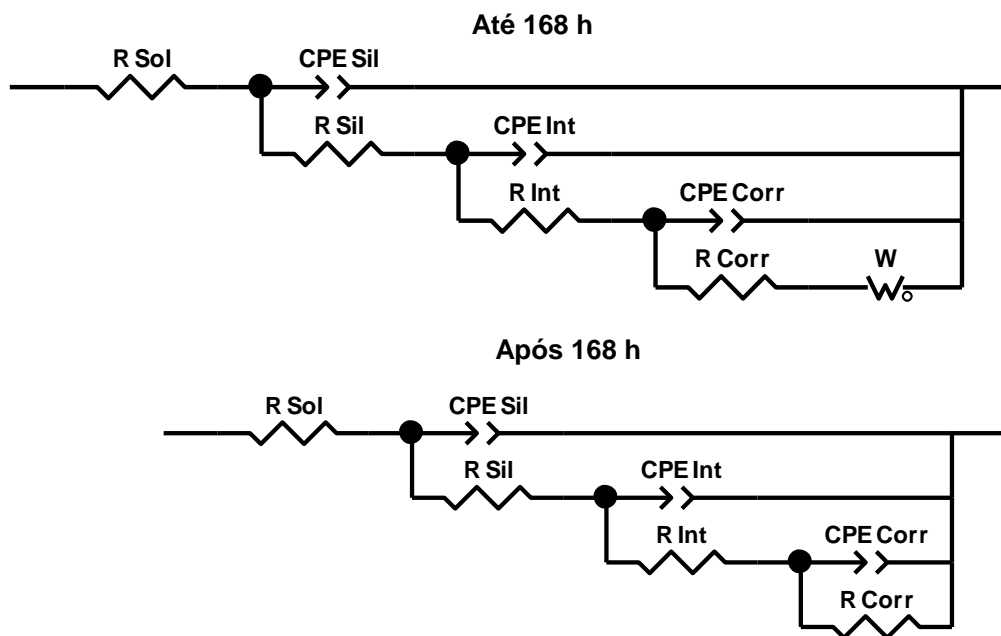 Até 168 h
R Sol
CPE Sil
R Sil
CPE Int
R Int
CPE Corr
R Corr
W
Após 168 h
R Sol
CPE Sil
R Sil
CPE Int
R Int
CPE Corr
R Corr